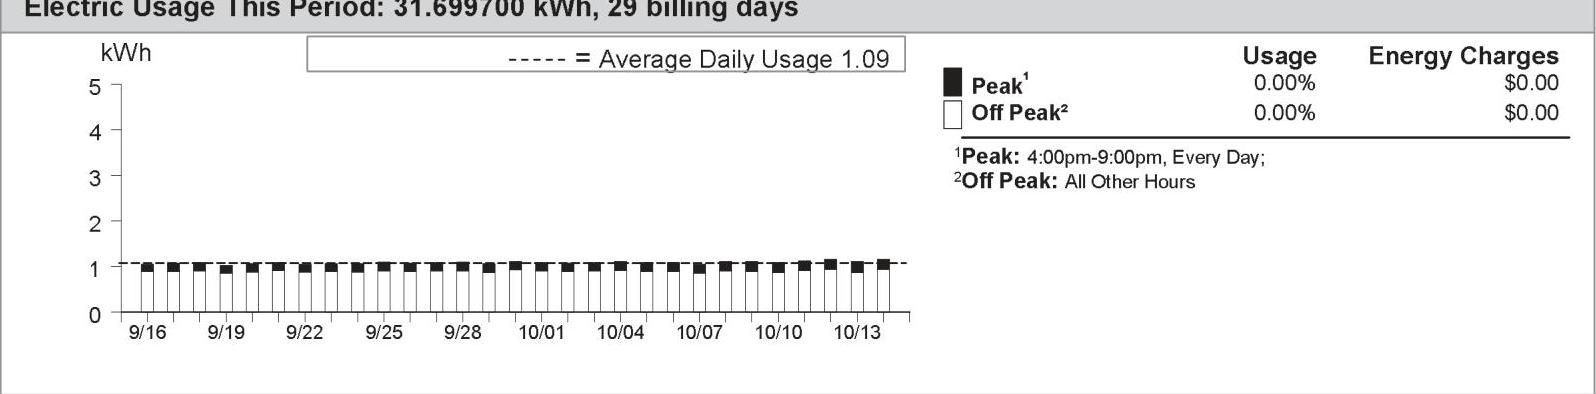 Electric Usage This Period: 31.699700 kWh, 29 billing days
kWh
----- = Average Daily Usage 1.09
5
4
3
2
1
0
9/16 9/19 9/22 9/25 9/28 10/01 10/04 10/07 10/10 10/13
Usage Energy Charges
Peak¹ 0.00% $0.00
Off Peak² 0.00% $0.00
¹Peak: 4:00pm-9:00pm, Every Day;
²Off Peak: All Other Hours